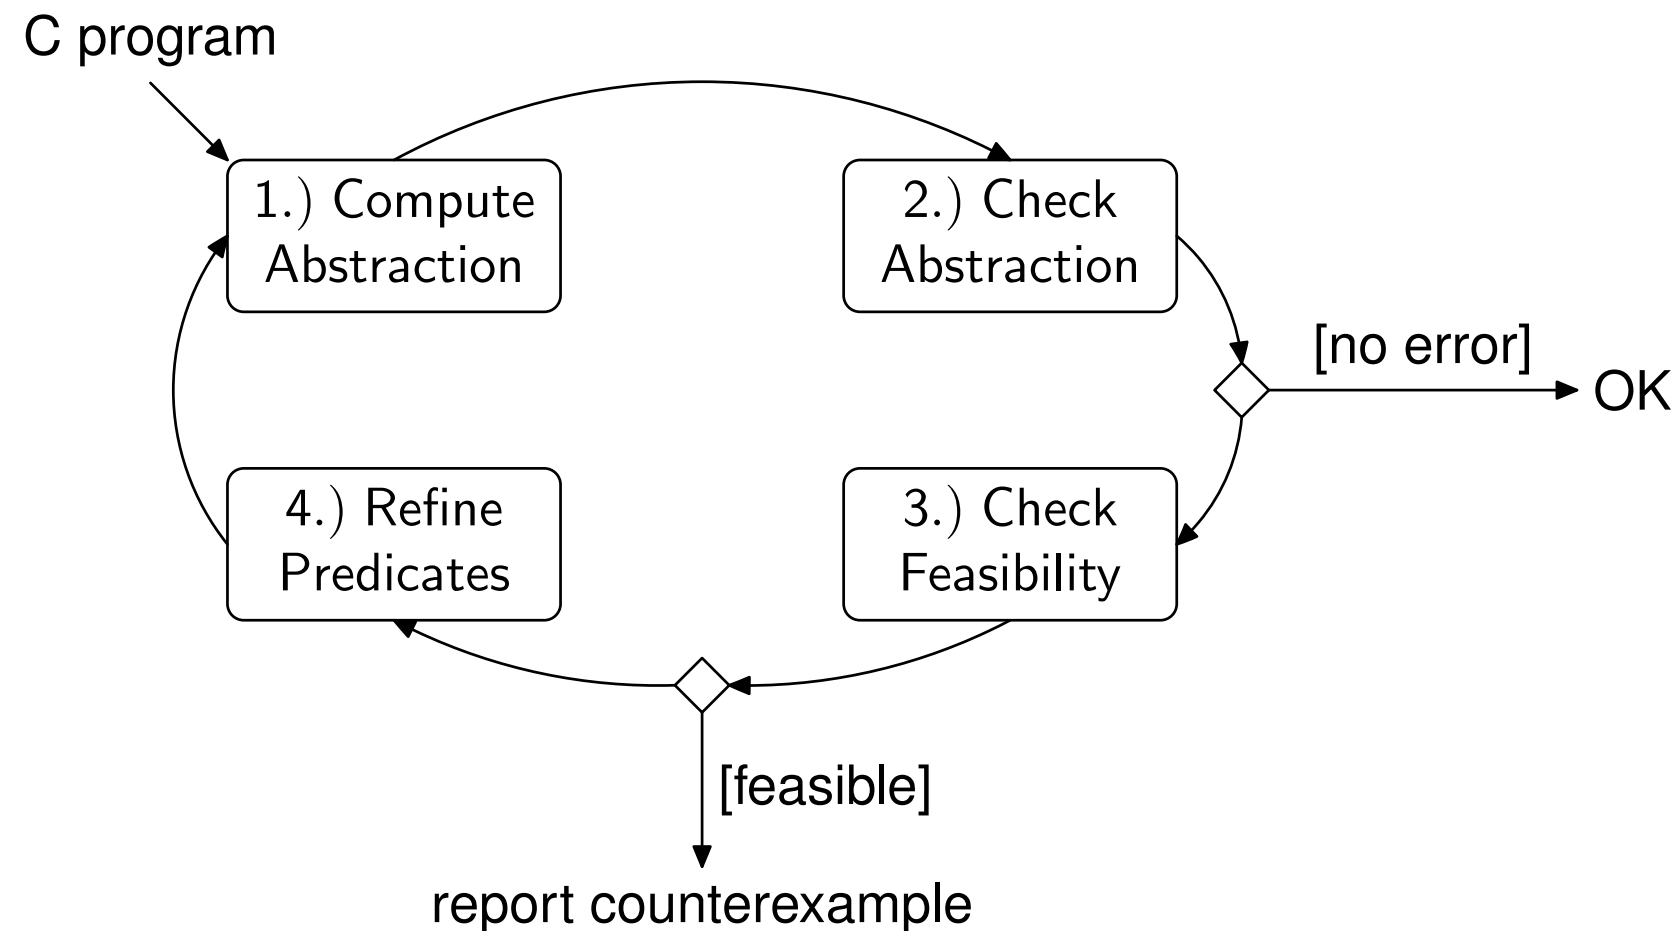 C program
1.) Compute
Abstraction
2.) Check
Abstraction
[no error]
OK
4.) Refine
Predicates
3.) Check
Feasibility
[feasible]
report counterexample